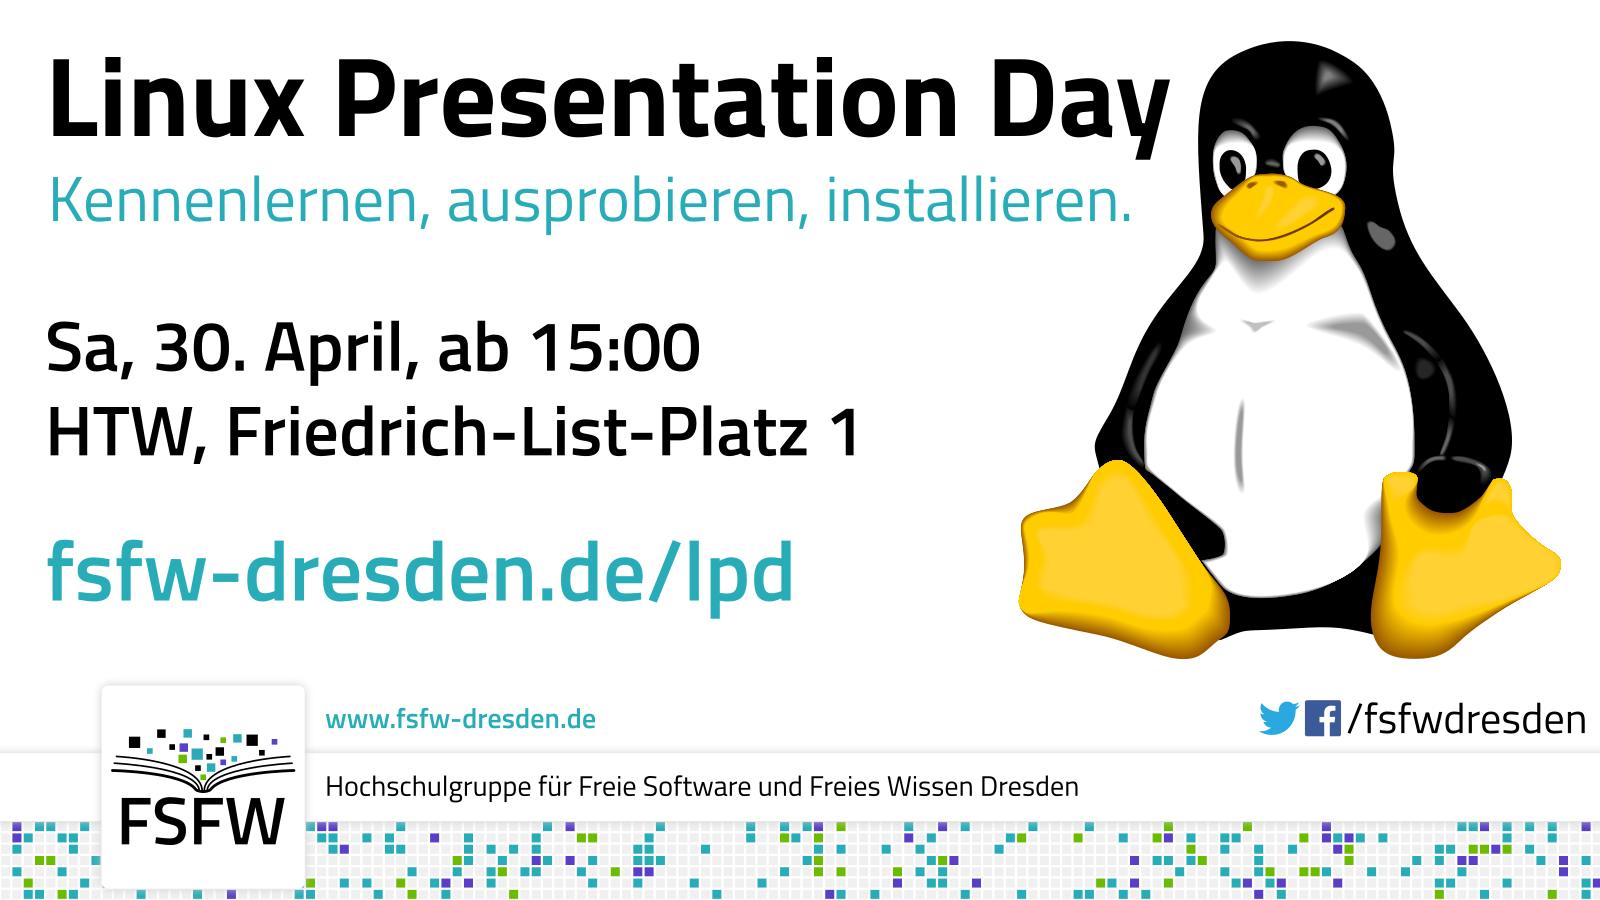 Linux Presentation Day
Kennenlernen, ausprobieren, installieren.
Sa, 30. April, ab 15:00
HTW, Friedrich-List-Platz 1
fsfw-dresden.de/lpd
www.fsfw-dresden.de
/fsfwdresden
Hochschulgruppe für Freie Software und Freies Wissen Dresden
FSFW